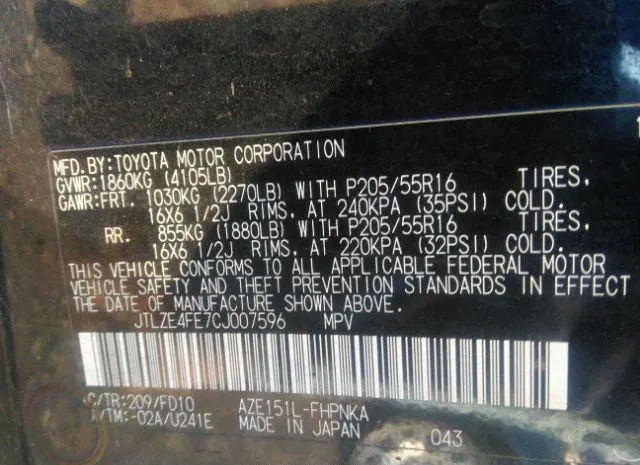 MFD.BY:TOYOTA MOTOR CORPORATION
GVWR:1860KG (4105LB)
GAWR:FRT. 1030KG (2270LB) WITH P205/55R16 TIRES,
16X6 1/2J RIMS, AT 240KPA (35PSI) COLD.
RR. 855KG (1880LB) WITH P205/55R16 TIRES,
16X6 1/2J RIMS, AT 220KPA (32PSI) COLD.
THIS VEHICLE CONFORMS TO ALL APPLICABLE FEDERAL MOTOR
VEHICLE SAFETY AND THEFT PREVENTION STANDARDS IN EFFECT
THE DATE OF MANUFACTURE SHOWN ABOVE.
JTLZE4FE7CJ007596 MPV
C/TR:209/FD10 AZE151L-FHPNKA
A/TM:-02A/U241E MADE IN JAPAN 043